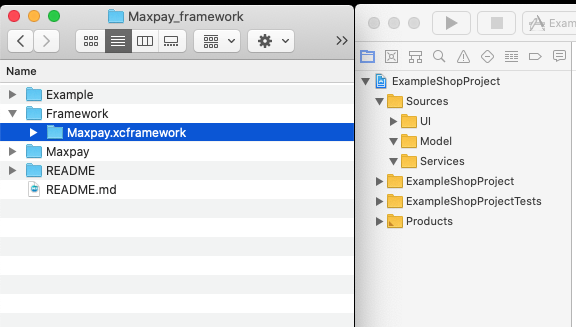 Maxpay_framework
Name
Example
Framework
Maxpay.xcframework
Maxpay
README
README.md
Exam
ExampleShopProject
Sources
UI
Model
Services
ExampleShopProject
ExampleShopProjectTests
Products